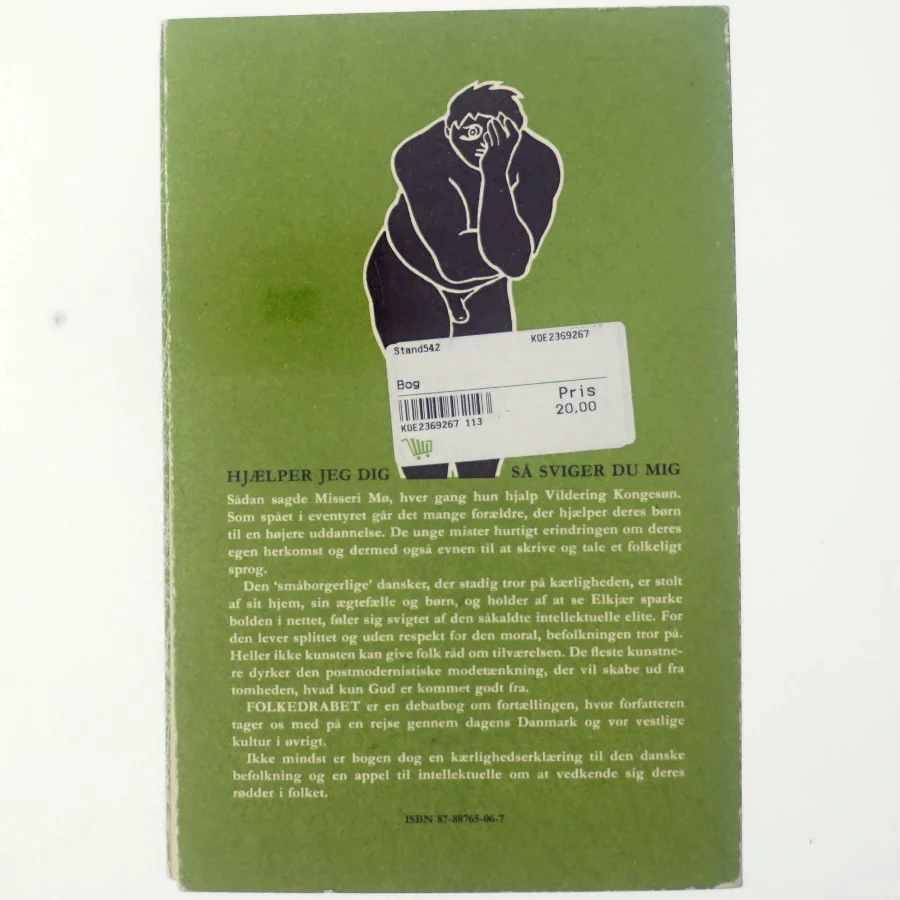 Stand542 KOE2369267
Bog
Pris
20,00
KOE2369267 113
HJÆLPER JEG DIG SÅ SVIGER DU MIG
Sådan sagde Misseri Mø, hver gang hun hjalp Vildering Kongesøn.
Som spået i eventyret går det mange forældre, der hjælper deres børn
til en højere uddannelse. De unge mister hurtigt erindringen om deres
egen herkomst og dermed også evnen til at skrive og tale et folkeligt
sprog.
Den 'småborgerlige' dansker, der stadig tror på kærligheden, er stolt
af sit hjem, sin ægtefælle og børn, og holder af at se Elkjær sparke
bolden i nettet, føler sig svigtet af den såkaldte intellektuelle elite. For
den lever splittet og uden respekt for den moral, befolkningen tror på.
Heller ikke kunsten kan give folk råd om tilværelsen. De fleste kunstne-
re dyrker den postmodernistiske modetænkning, der vil skabe ud fra
tomheden, hvad kun Gud er kommet godt fra.
FOLKEDRABET er en debatbog om fortællingen, hvor forfatteren
tager os med på en rejse gennem dagens Danmark og vor vestlige
kultur i øvrigt.
Ikke mindst er bogen dog en kærlighedserklæring til den danske
befolkning og en appel til intellektuelle om at vedkende sig deres
rødder i folket.
ISBN 87-88765-06-7